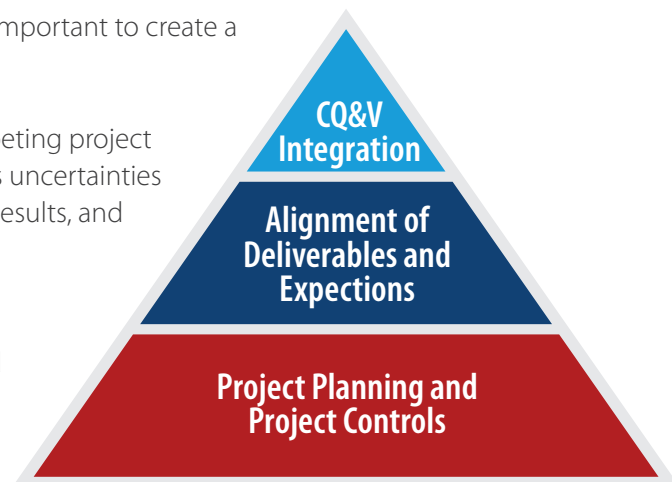 important to create a
CQ&V
Integration
eting project
uncertainties
esults, and
Alignment of
Deliverables and
Expections
Project Planning and
Project Controls